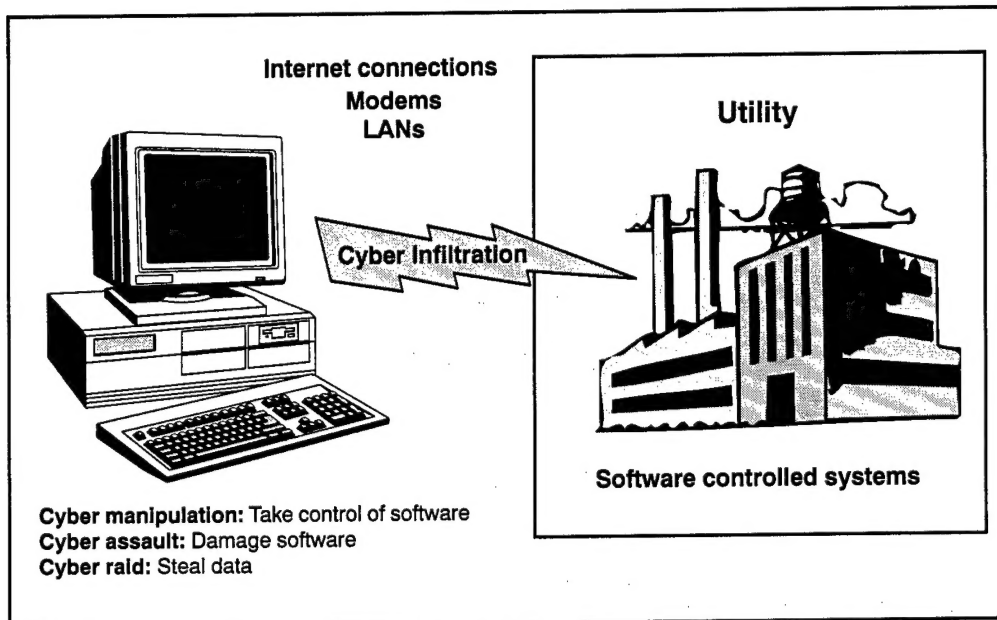 Internet connections
Modems
LANs
Utility
Cyber Infiltration
Software controlled systems
Cyber manipulation: Take control of software
Cyber assault: Damage software
Cyber raid: Steal data